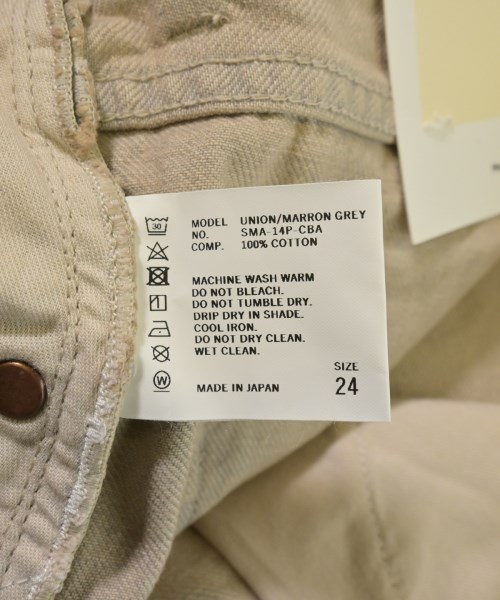 30
MODEL UNION/MARRON GREY
NO. SMA-14P-CBA
COMP. 100% COTTON
MACHINE WASH WARM
DO NOT BLEACH.
DO NOT TUMBLE DRY.
DRIP DRY IN SHADE.
COOL IRON.
DO NOT DRY CLEAN.
WET CLEAN.
W
MADE IN JAPAN
SIZE
24